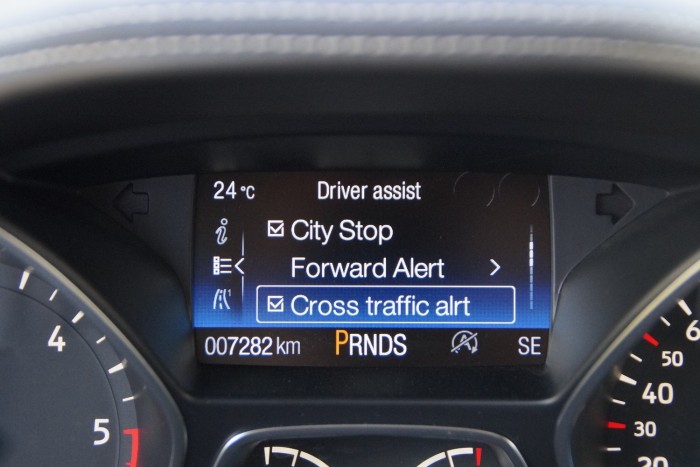 24 °C Driver assist
City Stop
Forward Alert
Cross traffic alrt
007282 km PRNDS A SE
4
5
6
50
40
30
20